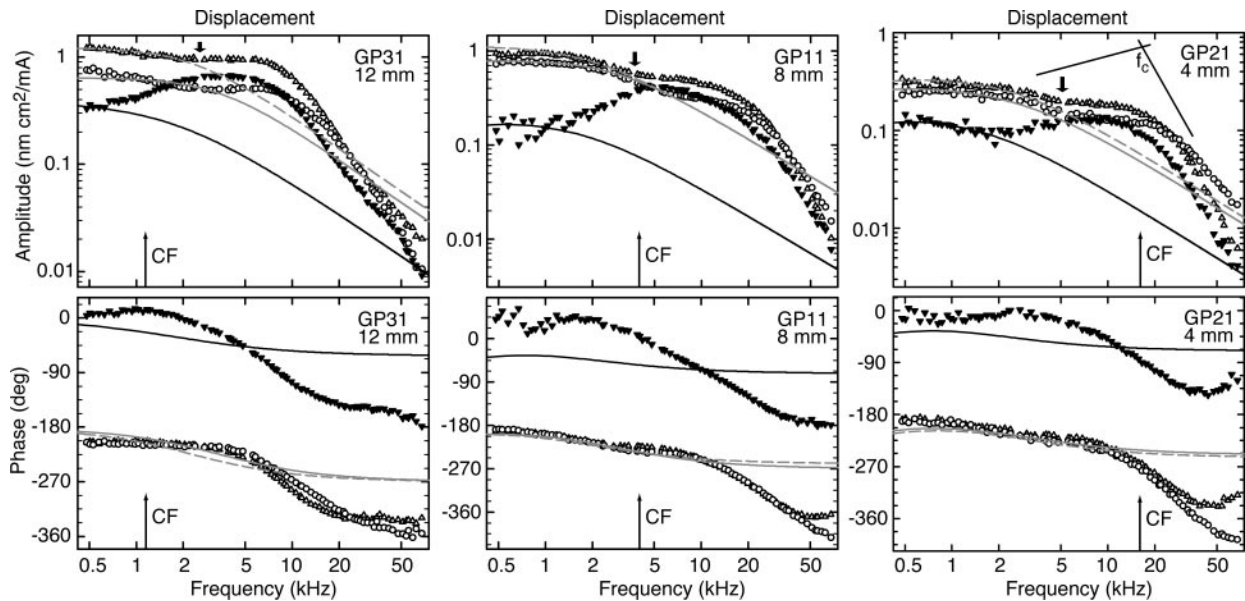 Displacement
Displacement
Displacement
Amplitude (nm cm2/mA)
1
0.1
0.01
GP31
12 mm
CF
1
0.1
0.01
GP11
8 mm
CF
1
0.1
0.01
GP21
4 mm
fc
CF
Phase (deg)
0
-90
-180
-270
-360
GP31
12 mm
CF
0
-90
-180
-270
-360
GP11
8 mm
CF
0
-90
-180
-270
-360
GP21
4 mm
CF
0.5 1 2 5 10 20 50
0.5 1 2 5 10 20 50
0.5 1 2 5 10 20 50
Frequency (kHz)
Frequency (kHz)
Frequency (kHz)